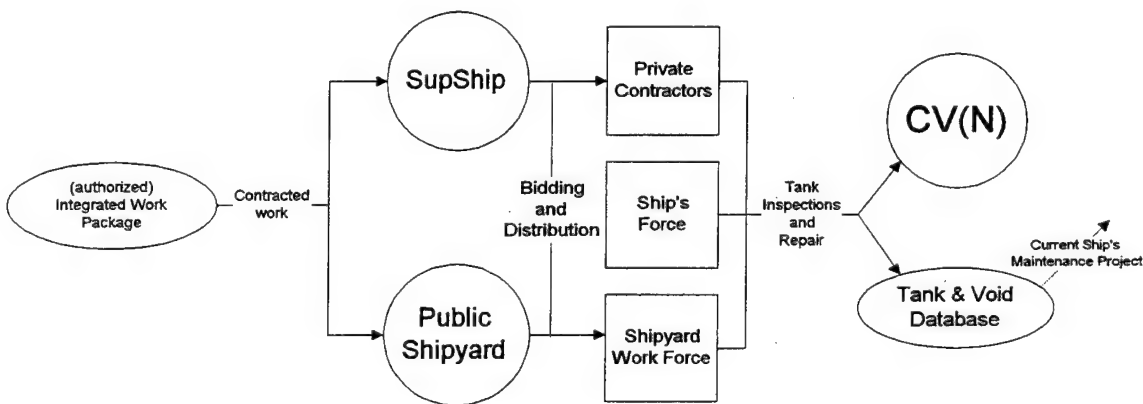 (authorized)
Integrated Work
Package
Contracted
work
SupShip
Public
Shipyard
Bidding
and
Distribution
Private
Contractors
Ship's
Force
Shipyard
Work Force
Tank
Inspections
and
Repair
CV(N)
Tank & Void
Database
Current Ship's
Maintenance Project